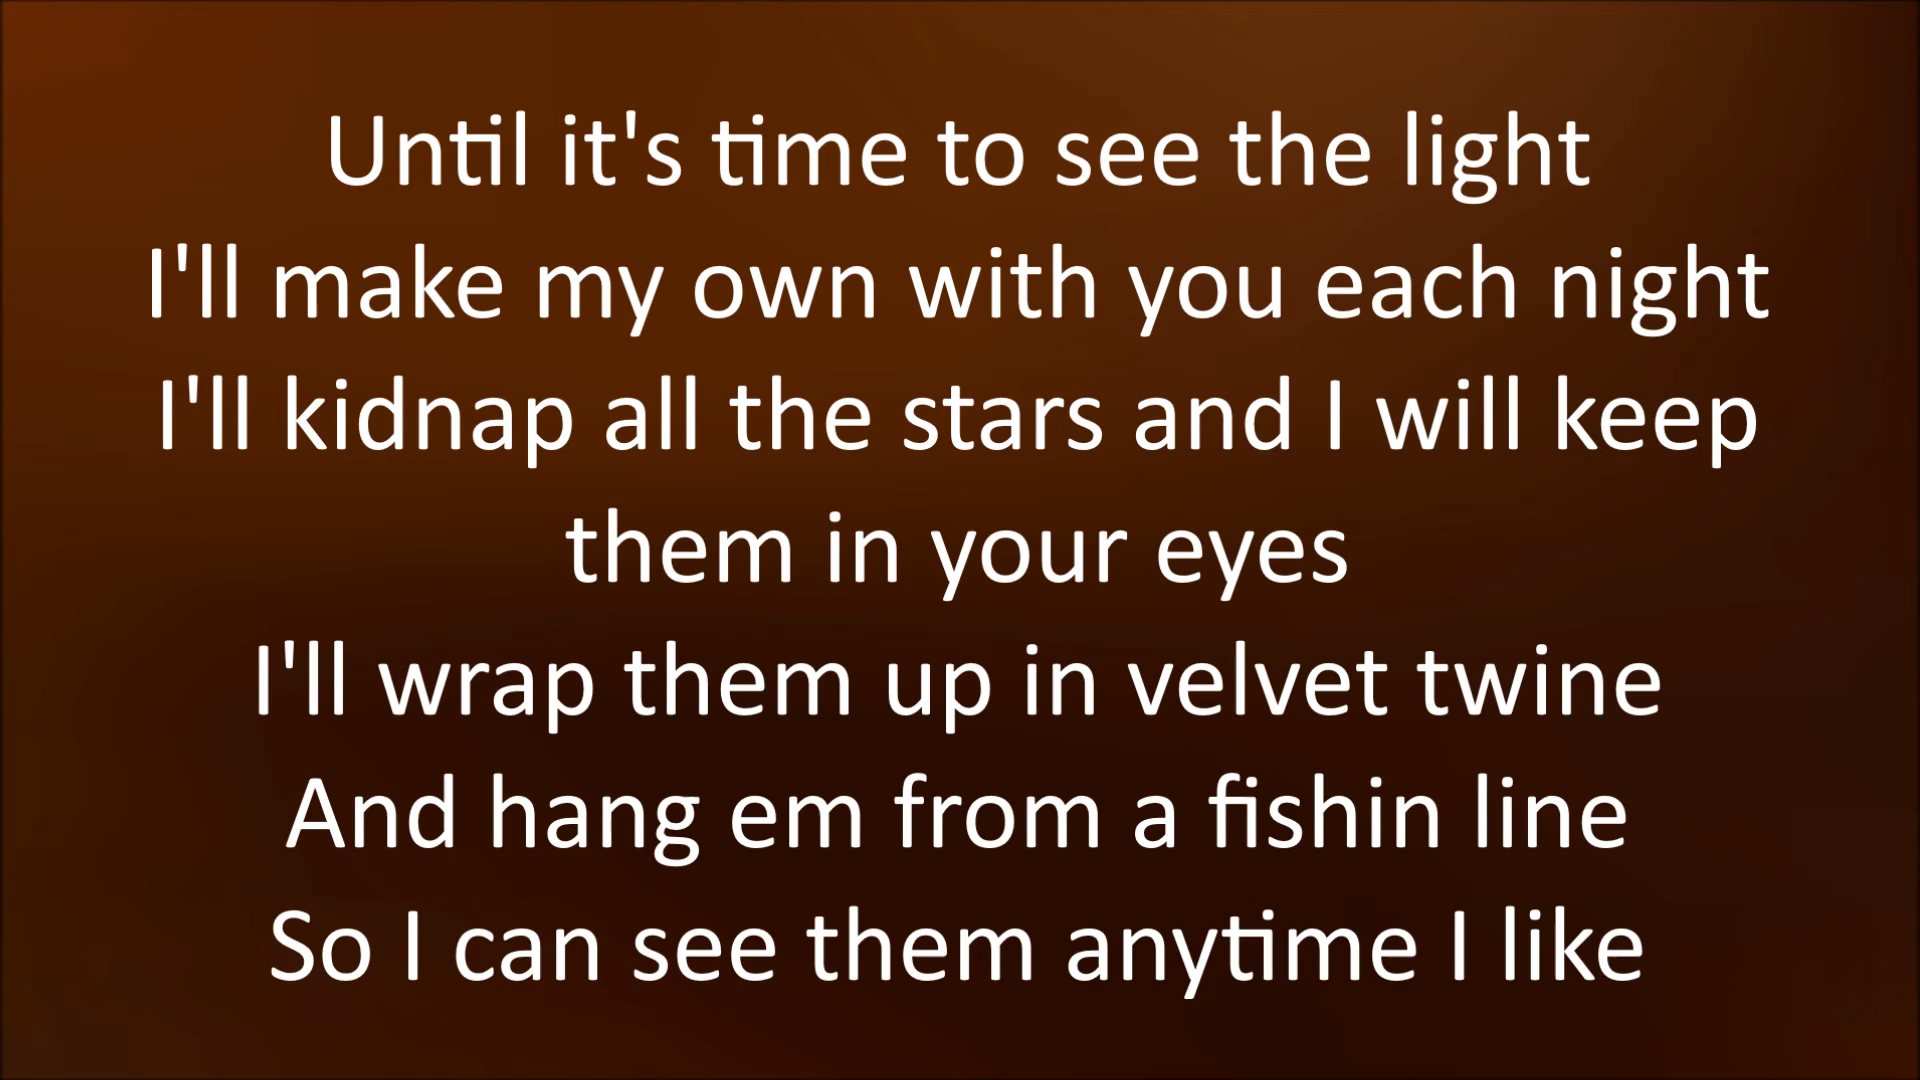 Until it's time to see the light
I'll make my own with you each night
I'll kidnap all the stars and I will keep
them in your eyes
I'll wrap them up in velvet twine
And hang em from a fishin line
So I can see them anytime I like